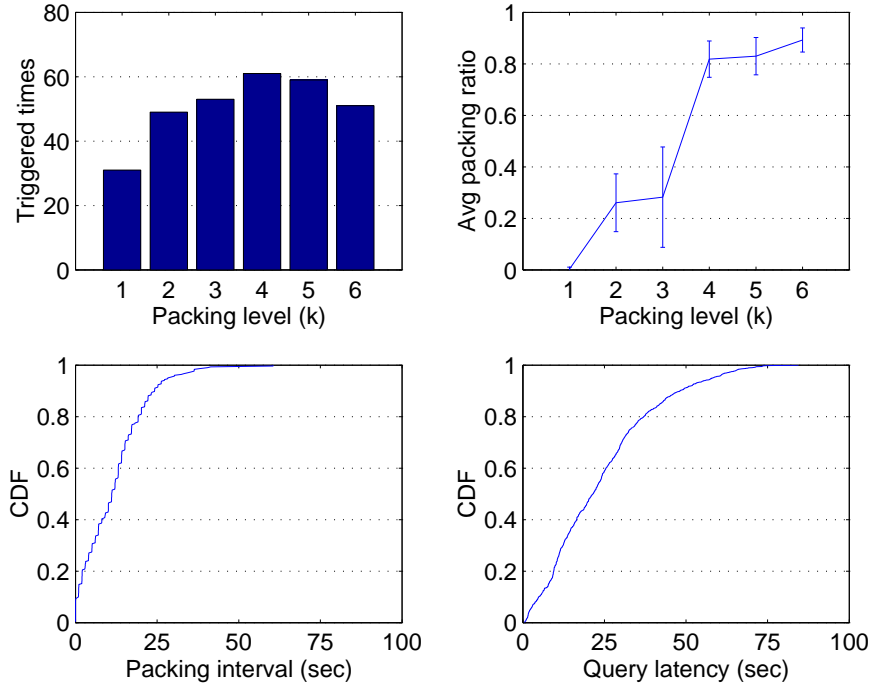 80
60
40
20
0
Triggered times
1 2 3 4 5 6
Packing level (k)
1
0.8
0.6
0.4
0.2
0
Avg packing ratio
1 2 3 4 5 6
Packing level (k)
1
0.8
0.6
0.4
0.2
0
CDF
0 25 50 75 100
Packing interval (sec)
1
0.8
0.6
0.4
0.2
0
CDF
0 25 50 75 100
Query latency (sec)